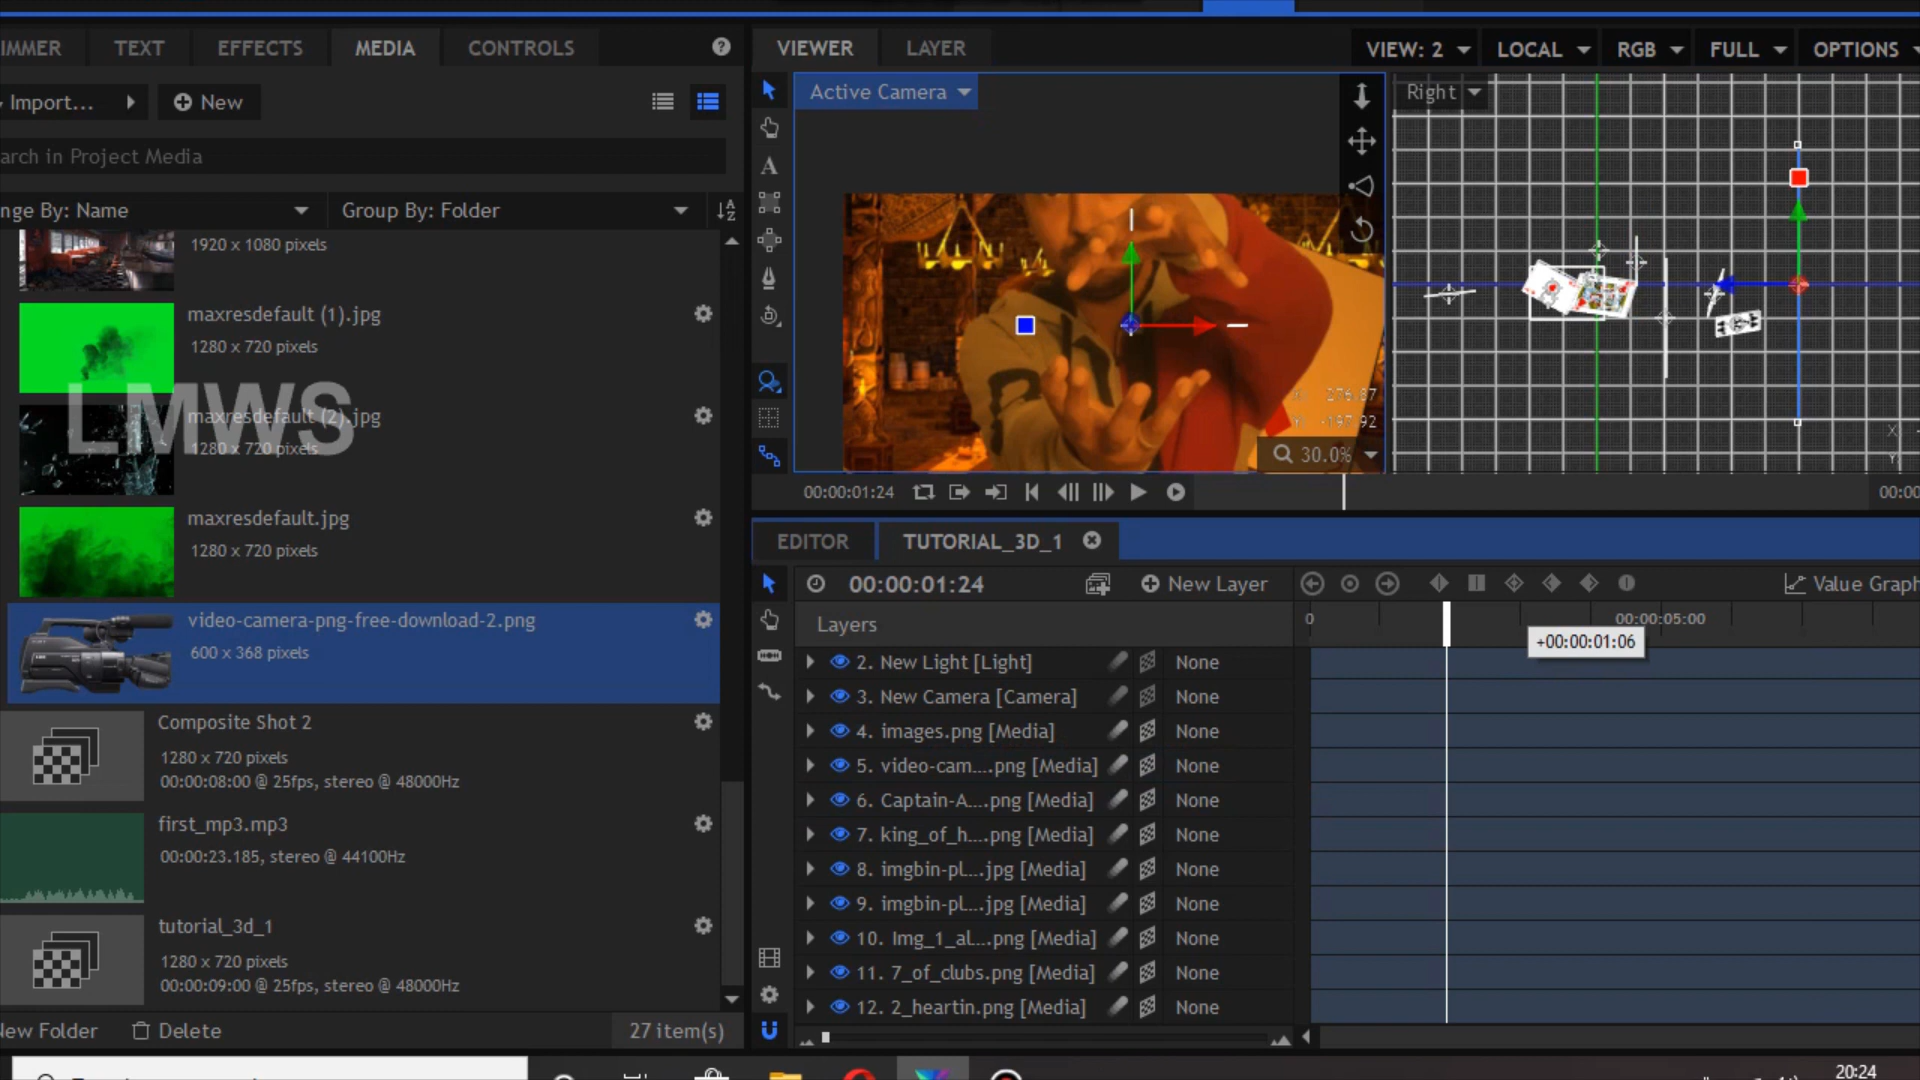 IMMER
TEXT
EFFECTS
MEDIA
CONTROLS
VIEWER
LAYER
VIEW: 2
LOCAL
RGB
FULL
OPTIONS
Import...
New
Active Camera
Right
arch in Project Media
nge By: Name
Group By: Folder
1920 x 1080 pixels
maxresdefault (1).jpg
1280 x 720 pixels
LMWS
maxresdefault (2).jpg
1280 x 720 pixels
276.87
-197.92
30.0%
00:00:01:24
00:00
maxresdefault.jpg
1280 x 720 pixels
EDITOR
TUTORIAL_3D_1
00:00:01:24
New Layer
Value Graph
video-camera-png-free-download-2.png
600 x 368 pixels
Layers
0
00:00:05:00
+00:00:01:06
2. New Light [Light]
None
3. New Camera [Camera]
None
4. images.png [Media]
None
5. video-cam....png [Media]
None
6. Captain-A....png [Media]
None
7. king_of_h....png [Media]
None
8. imgbin-pl....jpg [Media]
None
9. imgbin-pl....jpg [Media]
None
10. Img_1_al....png [Media]
None
11. 7_of_clubs.png [Media]
None
12. 2_heartin.png [Media]
None
Composite Shot 2
1280 x 720 pixels
00:00:08:00 @ 25fps, stereo @ 48000Hz
first_mp3.mp3
00:00:23.185, stereo @ 44100Hz
tutorial_3d_1
1280 x 720 pixels
00:00:09:00 @ 25fps, stereo @ 48000Hz
ew Folder
Delete
27 item(s)
20:24